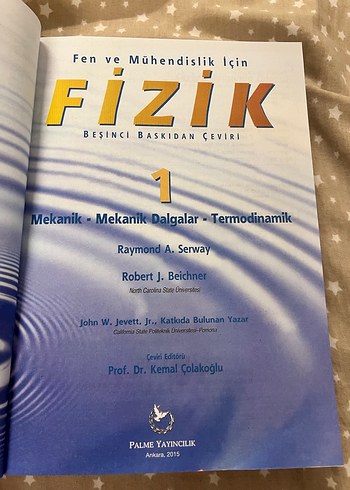 Fen ve Mühendislik İçin
FİZİK
BEŞİNCİ BASKIDAN ÇEVİRİ
1
Mekanik - Mekanik Dalgalar - Termodinamik
Raymond A. Serway
Robert J. Beichner
North Carolina State Üniversitesi
John W. Jevett, Jr., Katkıda Bulunan Yazar
California State Politeknik Üniversitesi-Pomona
Çeviri Editörü
Prof. Dr. Kemal Çolakoğlu
PALME YAYINCILIK
Ankara, 2015